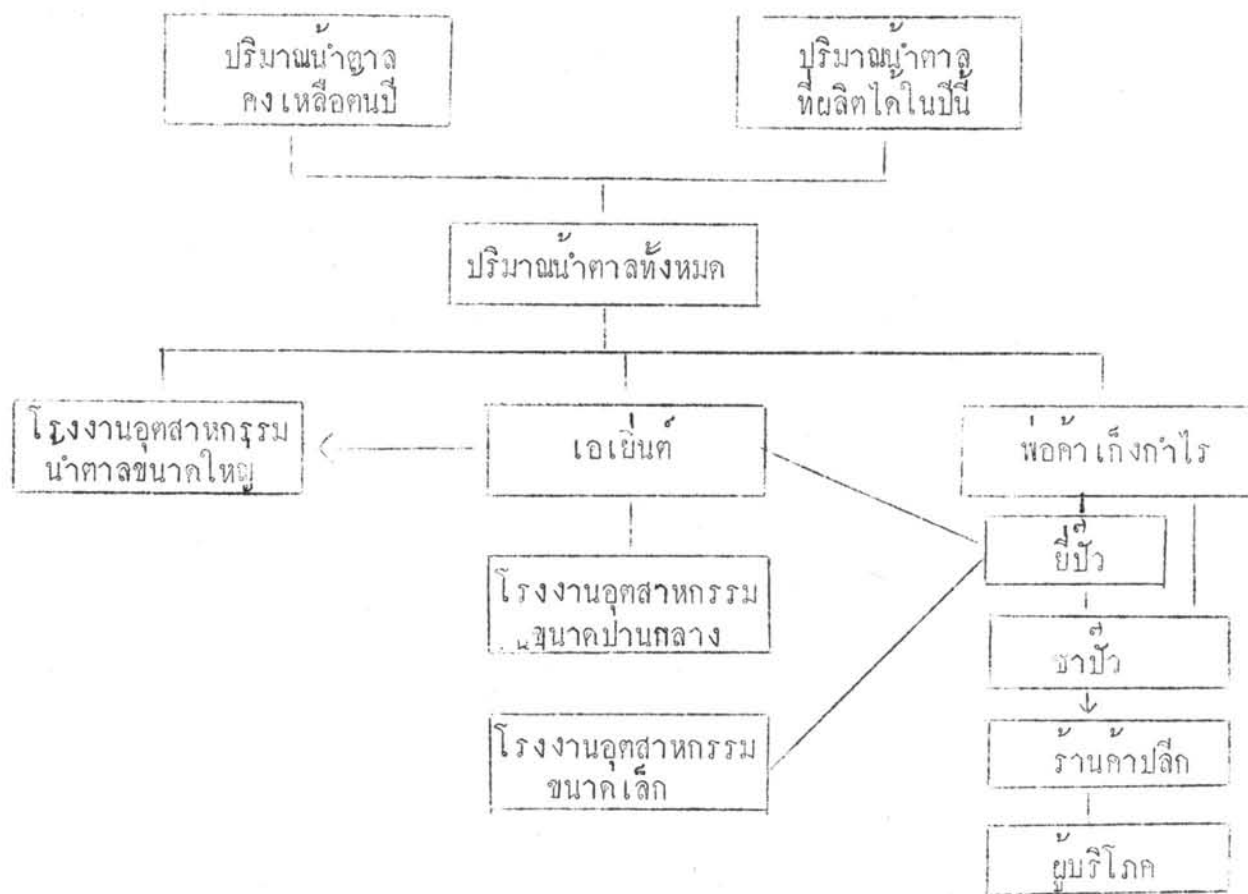 ปริมาณน้ำตาล
คงเหลือต้นปี
ปริมาณน้ำตาล
ที่ผลิตได้ในปีนี้
ปริมาณน้ำตาลทั้งหมด
โรงงานอุตสาหกรรม
น้ำตาลขนาดใหญ่
เอเยี่นต์
พ่อค้าเก็งกำไร
ยี่ปั๊ว
โรงงานอุตสาหกรรม
ขนาดปานกลาง
ซาปั๊ว
โรงงานอุตสาหกรรม
ขนาดเล็ก
ร้านค้าปลีก
ผู้บริโภค